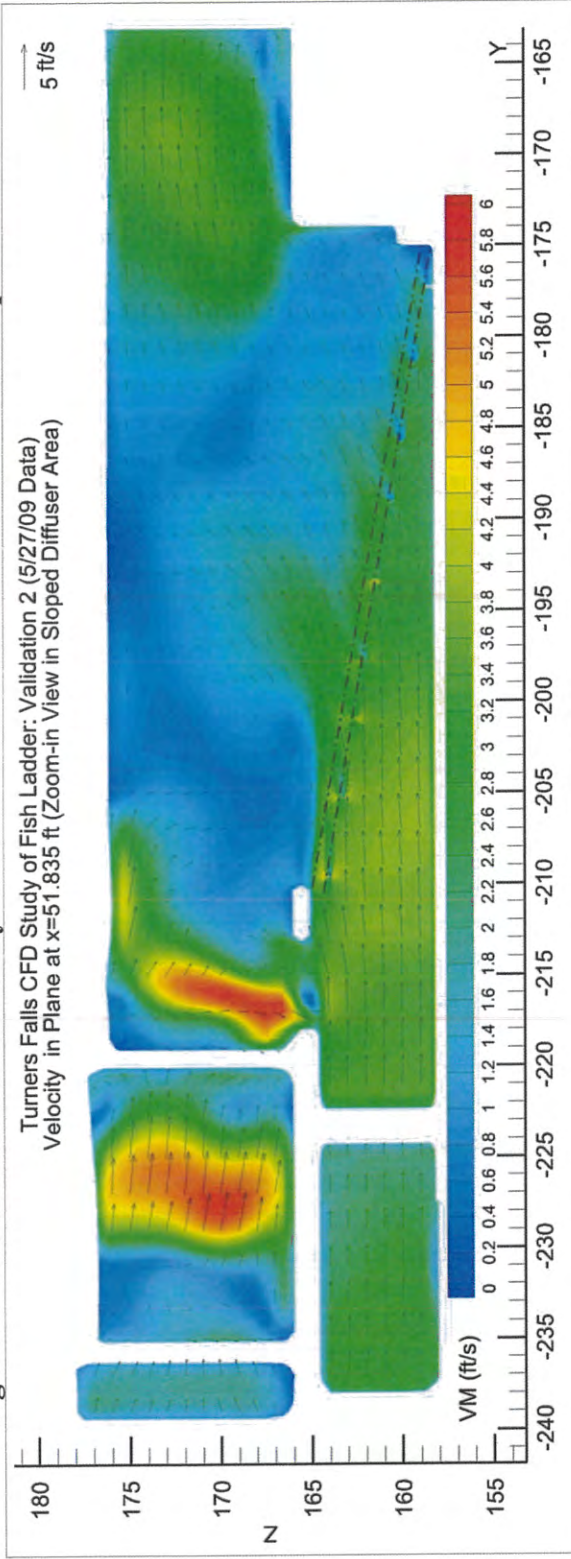 Turners Falls CFD Study of Fish Ladder: Validation 2 (5/27/09 Data)
Velocity in Plane at x=51.835 ft (Zoom-in View in Sloped Diffuser Area)
5 ft/s
180
175
170
165
160
155
Z
VM (ft/s)
0 0.2 0.4 0.6 0.8 1 1.2 1.4 1.6 1.8 2 2.2 2.4 2.6 2.8 3 3.2 3.4 3.6 3.8 4 4.2 4.4 4.6 4.8 5 5.2 5.4 5.6 5.8 6
-240 -235 -230 -225 -220 -215 -210 -205 -200 -195 -190 -185 -180 -175 -170 -165
Y